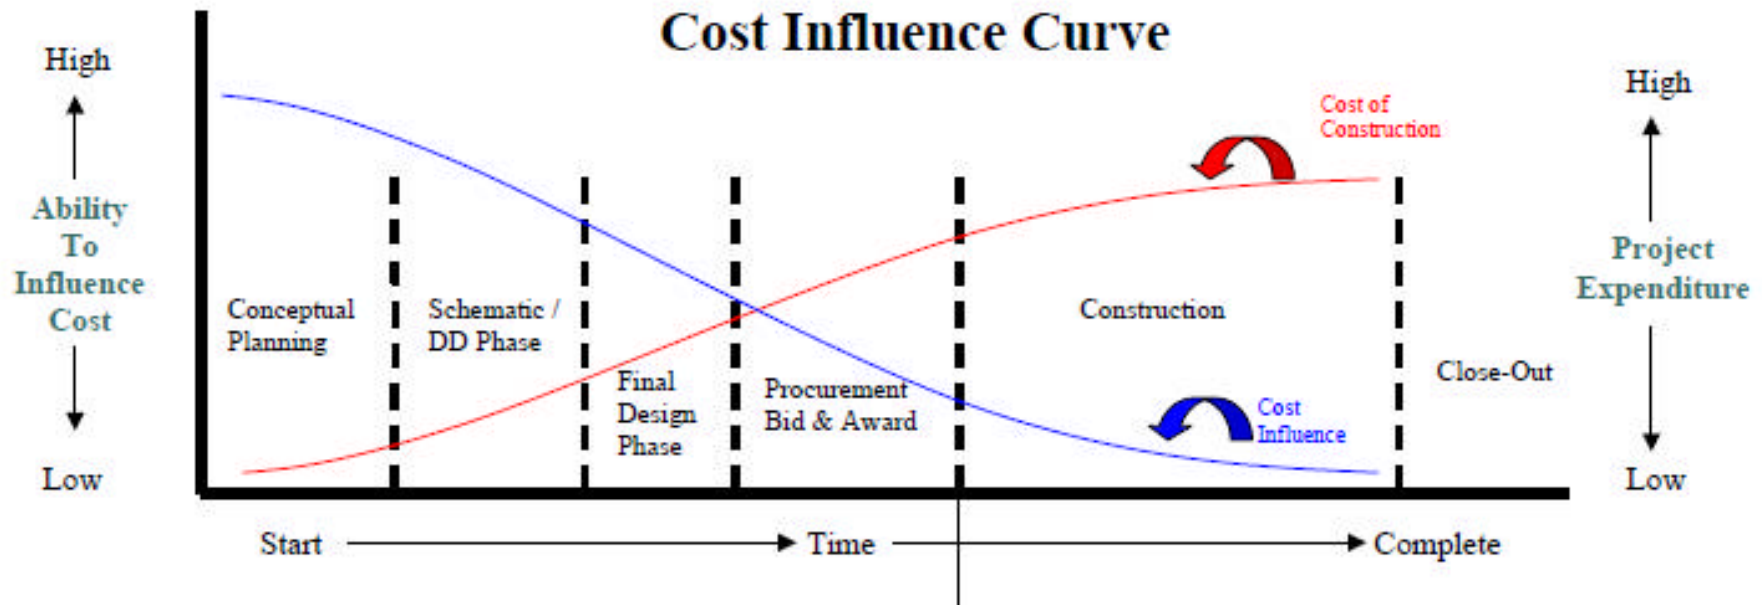 Cost Influence Curve
High
Ability
To
Influence
Cost
Low
High
Project
Expenditure
Low
Cost of
Construction
Cost
Influence
Conceptual
Planning
Schematic /
DD Phase
Final
Design
Phase
Procurement
Bid & Award
Construction
Close-Out
Start
Time
Complete